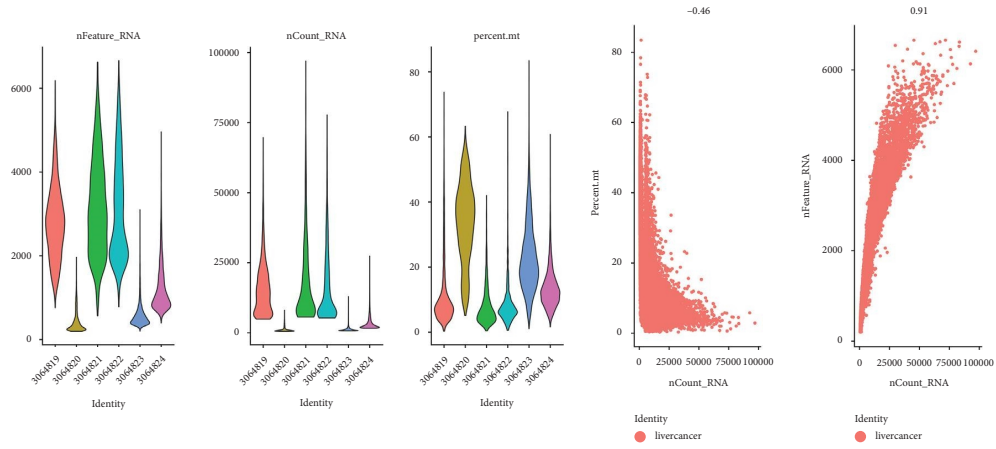 nFeature_RNA
6000
4000
2000
0
3064819
3064820
3064821
3064822
3064823
3064824
Identity
nCount_RNA
100000
75000
50000
25000
0
3064819
3064820
3064821
3064822
3064823
3064824
Identity
percent.mt
80
60
40
20
0
3064819
3064820
3064821
3064822
3064823
3064824
Identity
–0.46
Percent.mt
80
60
40
20
0
0 25000 50000 75000 100000
nCount_RNA
Identity
livercancer
0.91
nFeature_RNA
6000
4000
2000
0
0 25000 50000 75000 100000
nCount_RNA
Identity
livercancer